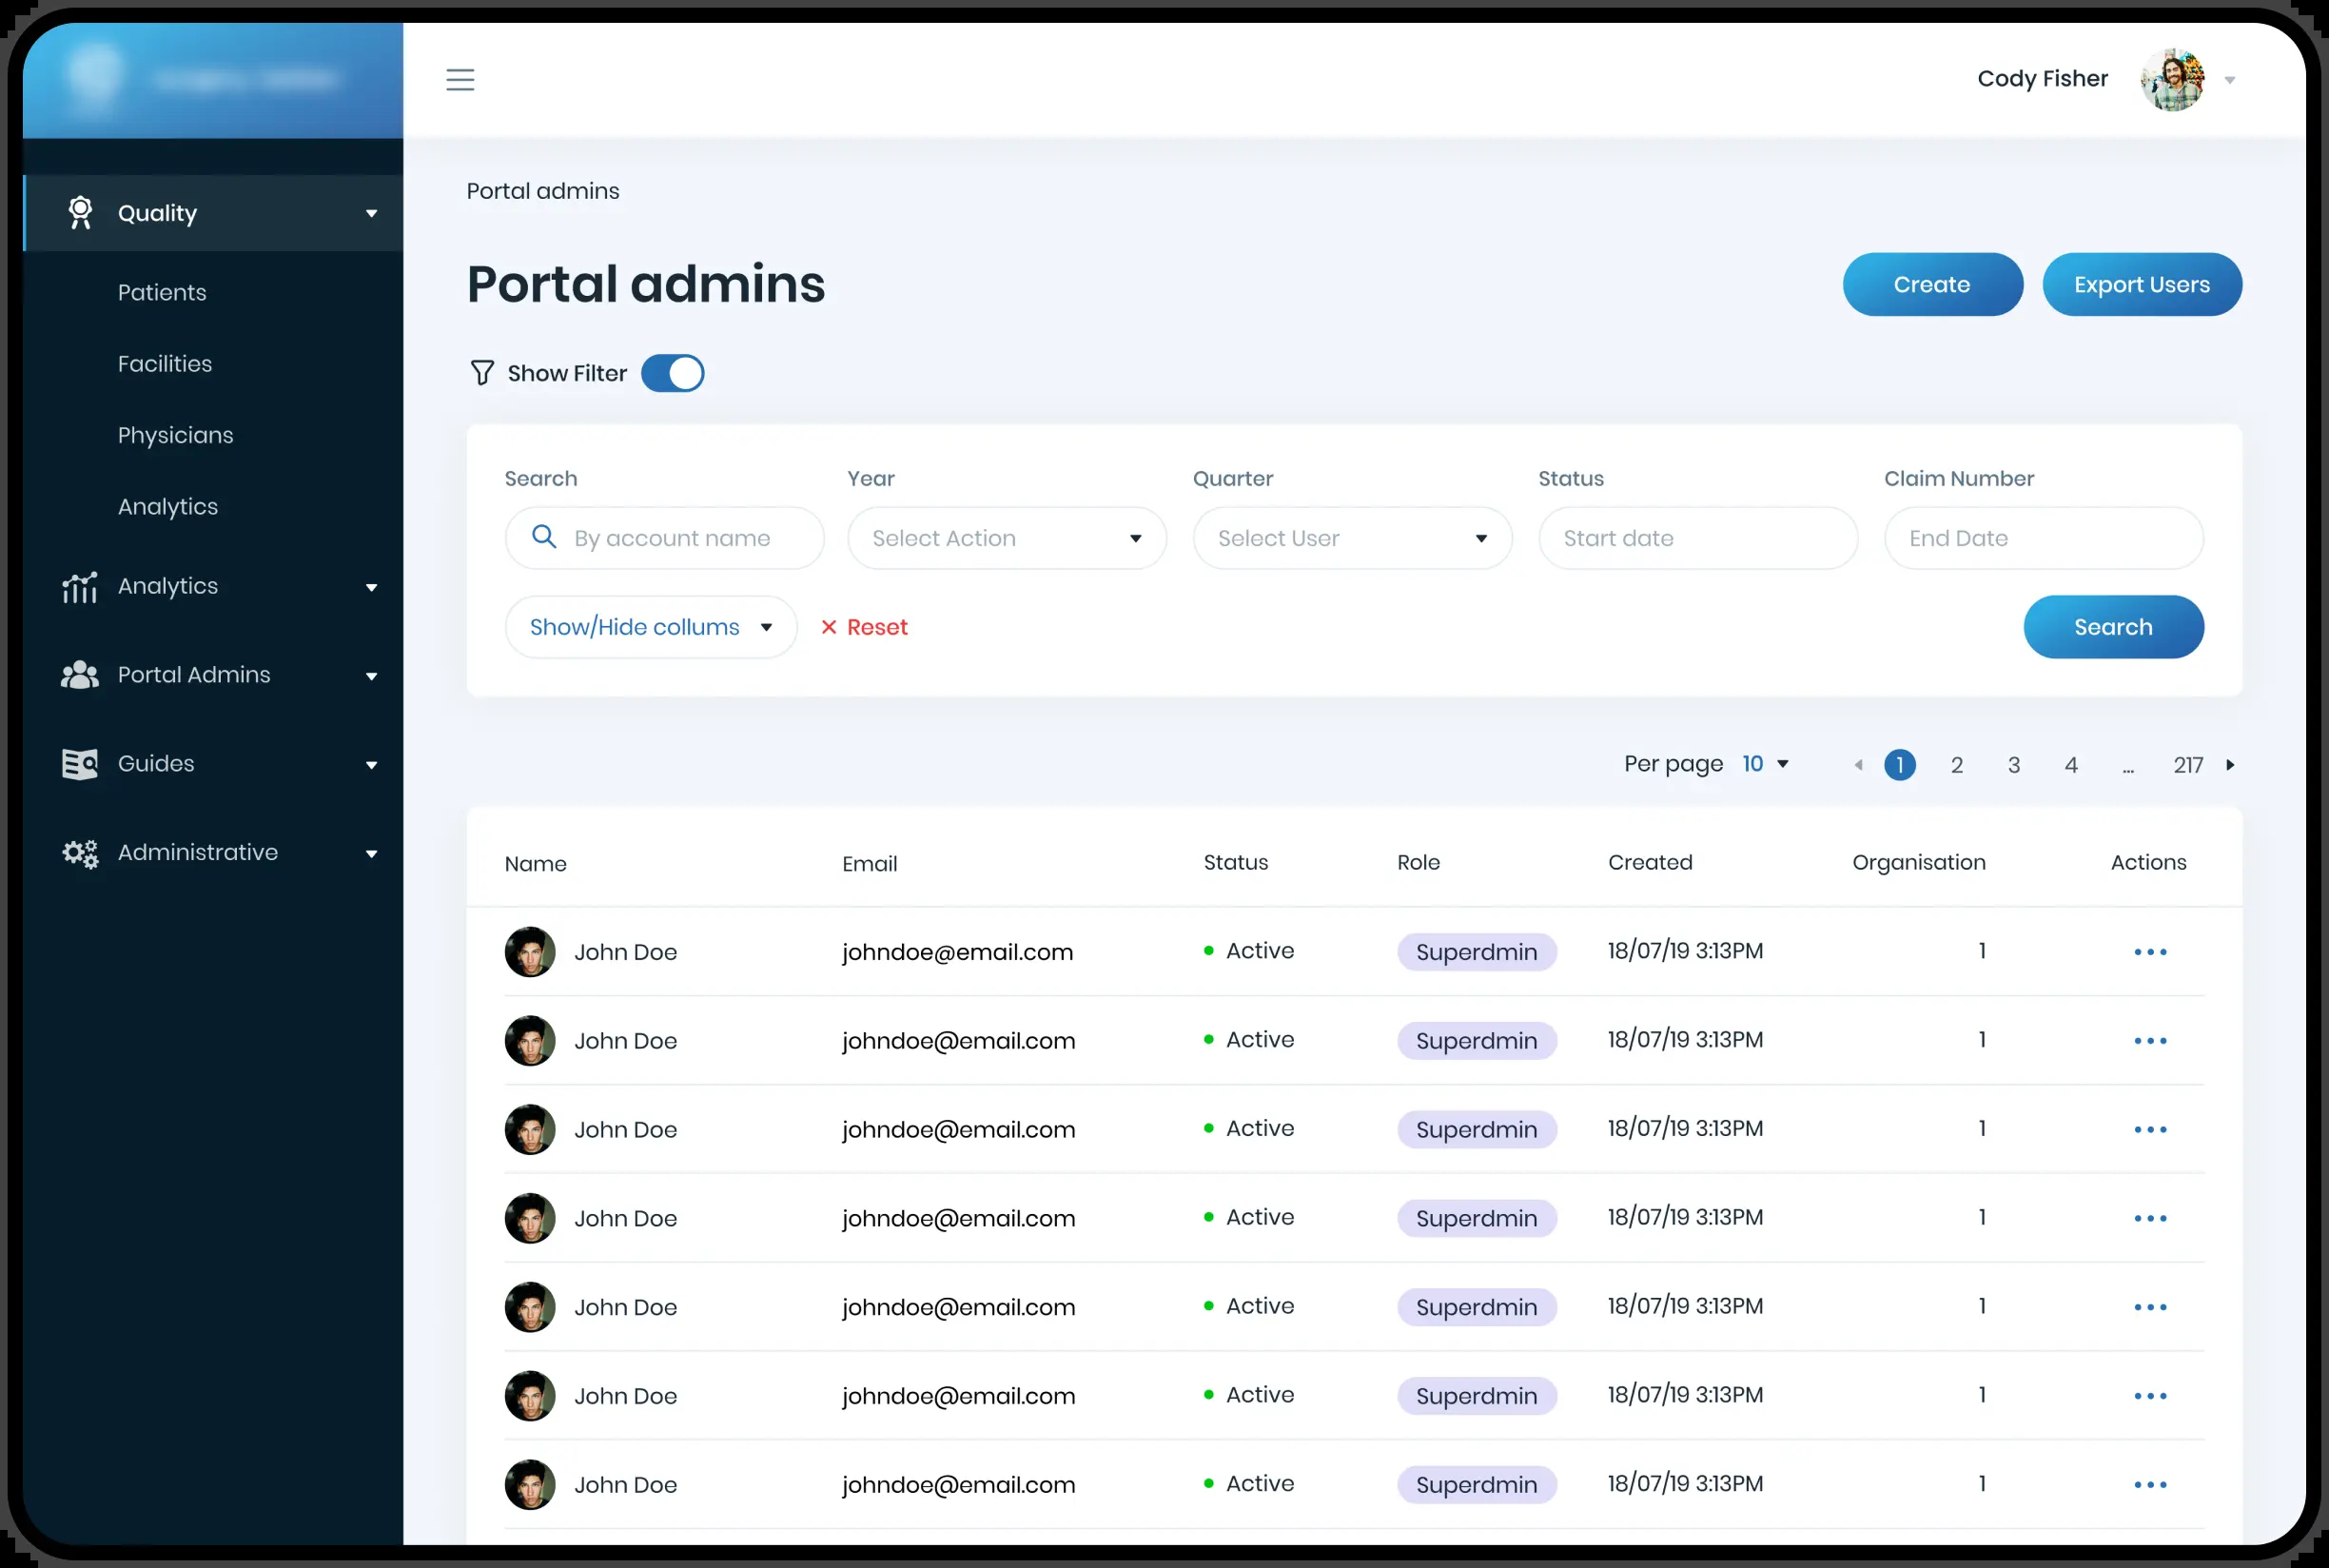 Cody Fisher
Quality
Patients
Facilities
Physicians
Analytics
Analytics
Portal Admins
Guides
Administrative
Portal admins
Portal admins
Create
Export Users
Show Filter
Search Year Quarter Status Claim Number
By account name Select Action Select User Start date End Date
Show/Hide collums Reset Search
Per page 10 1 2 3 4 ... 217
Name Email Status Role Created Organisation Actions
John Doe johndoe@email.com Active Superdmin 18/07/19 3:13PM 1
John Doe johndoe@email.com Active Superdmin 18/07/19 3:13PM 1
John Doe johndoe@email.com Active Superdmin 18/07/19 3:13PM 1
John Doe johndoe@email.com Active Superdmin 18/07/19 3:13PM 1
John Doe johndoe@email.com Active Superdmin 18/07/19 3:13PM 1
John Doe johndoe@email.com Active Superdmin 18/07/19 3:13PM 1
John Doe johndoe@email.com Active Superdmin 18/07/19 3:13PM 1